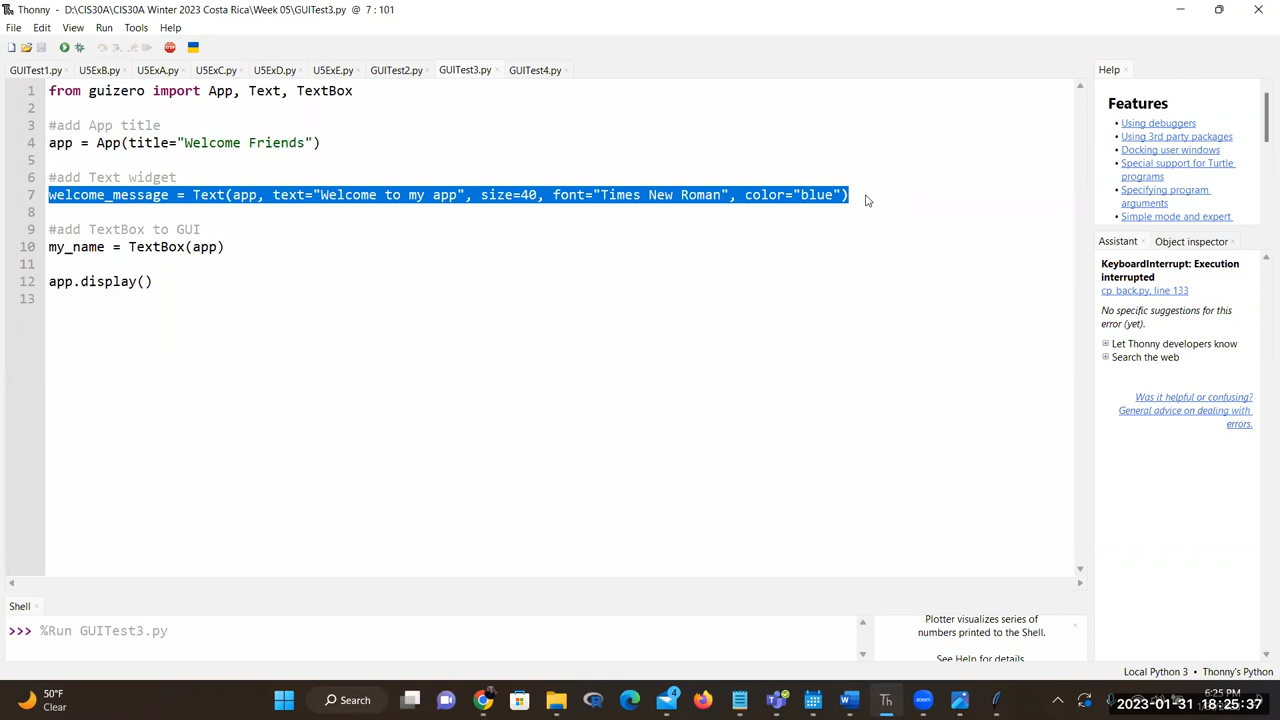 Thonny - D:\CIS30A\CIS30A Winter 2023 Costa Rica\Week 05\GUITest3.py @ 7 : 101
File Edit View Run Tools Help
GUITest1.py U5ExB.py U5ExA.py U5ExC.py U5ExD.py U5ExE.py GUITest2.py GUITest3.py GUITest4.py
1 from guizero import App, Text, TextBox
2
3 #add App title
4 app = App(title="Welcome Friends")
5
6 #add Text widget
7 welcome_message = Text(app, text="Welcome to my app", size=40, font="Times New Roman", color="blue")
8
9 #add TextBox to GUI
10 my_name = TextBox(app)
11
12 app.display()
13
Shell
>>> %Run GUITest3.py
Plotter visualizes series of
numbers printed to the Shell.
See Help for details
Help
Features
• Using debuggers
• Using 3rd party packages
• Docking user windows
• Special support for Turtle
programs
• Specifying program
arguments
• Simple mode and expert
Assistant Object inspector
KeyboardInterrupt: Execution
interrupted
cp_back.py, line 133
No specific suggestions for this
error (yet).
Let Thonny developers know
Search the web
Was it helpful or confusing?
General advice on dealing with
errors.
Local Python 3 • Thonny's Python
50°F
Clear
Search
4
Th
zoom
6:25 PM
2023-01-31 18:25:37